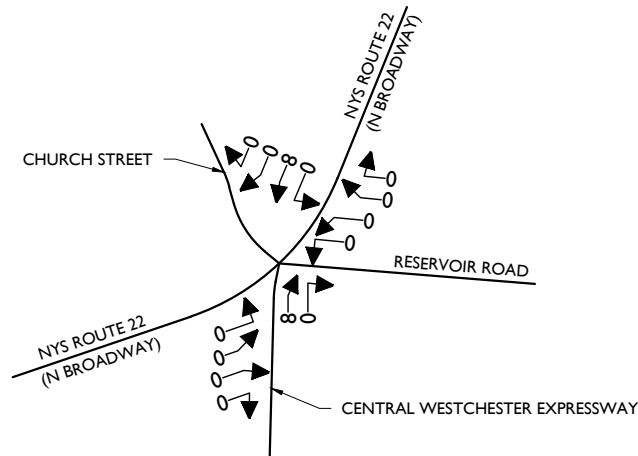 NYS ROUTE 22
(N BROADWAY)
CHURCH STREET
0
0
8
0
0
0
0
0
RESERVOIR ROAD
8
0
0
0
0
0
NYS ROUTE 22
(N BROADWAY)
CENTRAL WESTCHESTER EXPRESSWAY